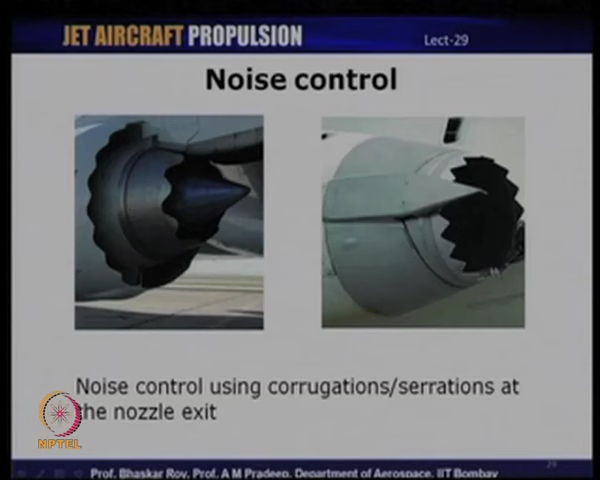 JET AIRCRAFT PROPULSION
Lect-29
Noise control
Noise control using corrugations/serrations at
the nozzle exit
NPTEL
24
Prof. Bhaskar Roy, Prof. A M Pradeep, Department of Aerospace, IIT Bombay